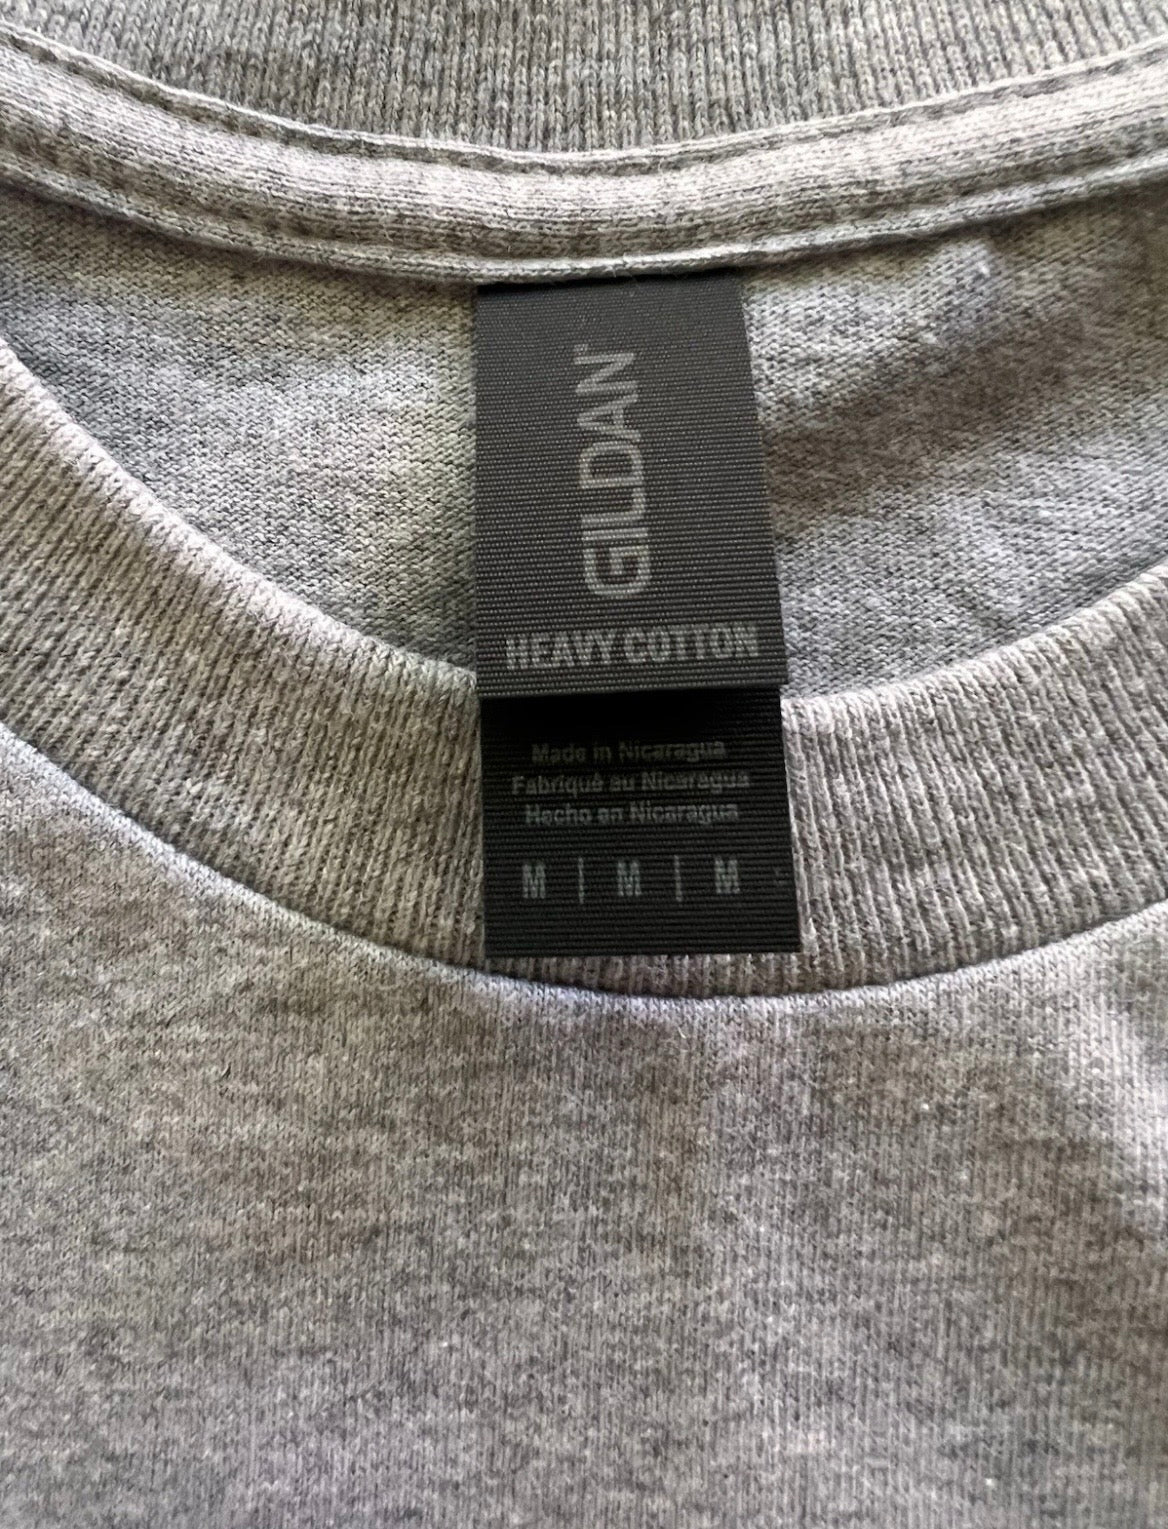 GILDAN
HEAVY COTTON
Made in Nicaragua
Fabriqué au Nicaragua
Hecho en Nicaragua
M | M | M